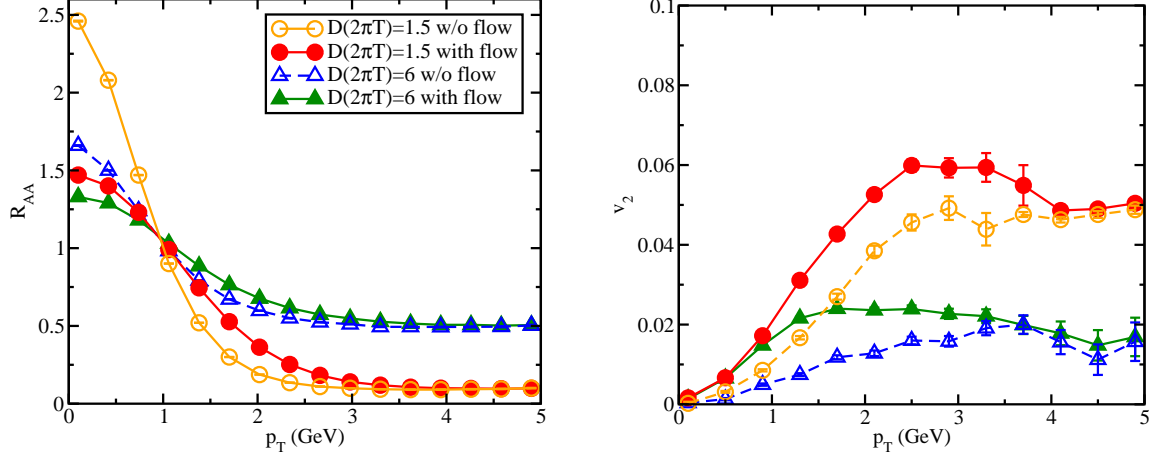 2.5
2
1.5
1
0.5
0
R_AA
D(2πT)=1.5 w/o flow
D(2πT)=1.5 with flow
D(2πT)=6 w/o flow
D(2πT)=6 with flow
0 1 2 3 4 5
p_T (GeV)
0.1
0.08
0.06
0.04
0.02
0
v_2
0 1 2 3 4 5
p_T (GeV)